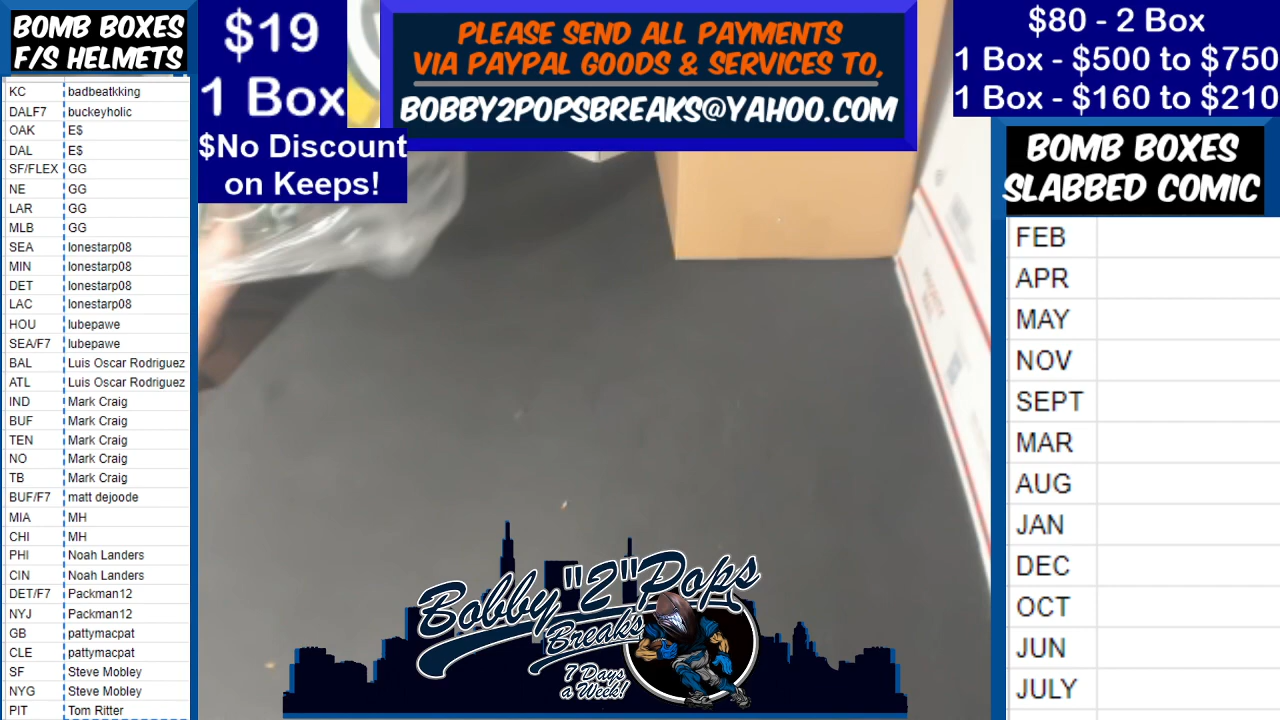 BOMB BOXES
F/S HELMETS
KC badbeatkking
DALF7 buckeyholic
OAK E$
DAL E$
SF/FLEX GG
NE GG
LAR GG
MLB GG
SEA lonestarp08
MIN lonestarp08
DET lonestarp08
LAC lonestarp08
HOU lubepawe
SEA/F7 lubepawe
BAL Luis Oscar Rodriguez
ATL Luis Oscar Rodriguez
IND Mark Craig
BUF Mark Craig
TEN Mark Craig
NO Mark Craig
TB Mark Craig
BUF/F7 matt dejoode
MIA MH
CHI MH
PHI Noah Landers
CIN Noah Landers
DET/F7 Packman12
NYJ Packman12
GB pattymacpat
CLE pattymacpat
SF Steve Mobley
NYG Steve Mobley
PIT Tom Ritter
$19
1 Box
$No Discount
on Keeps!
PLEASE SEND ALL PAYMENTS
VIA PAYPAL GOODS & SERVICES TO,
BOBBY2POPSBREAKS@YAHOO.COM
Bobby "2" Pops
Breaks
7 Days
a Week!
$80 - 2 Box
1 Box - $500 to $750
1 Box - $160 to $210
BOMB BOXES
SLABBED COMIC
FEB
APR
MAY
NOV
SEPT
MAR
AUG
JAN
DEC
OCT
JUN
JULY